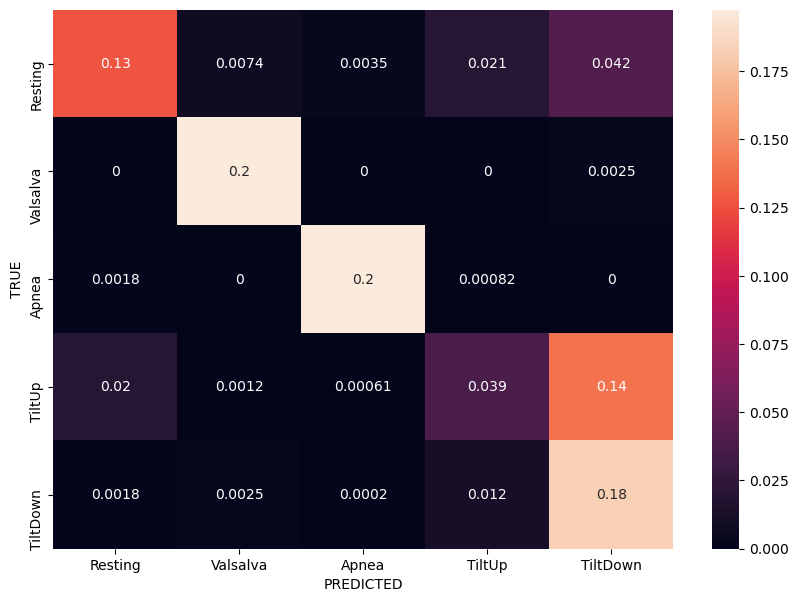 TRUE
Resting 0.13 0.0074 0.0035 0.021 0.042
Valsalva 0 0.2 0 0 0.0025
Apnea 0.0018 0 0.2 0.00082 0
TiltUp 0.02 0.0012 0.00061 0.039 0.14
TiltDown 0.0018 0.0025 0.0002 0.012 0.18
Resting Valsalva Apnea TiltUp TiltDown
PREDICTED
0.175
0.150
0.125
0.100
0.075
0.050
0.025
0.000